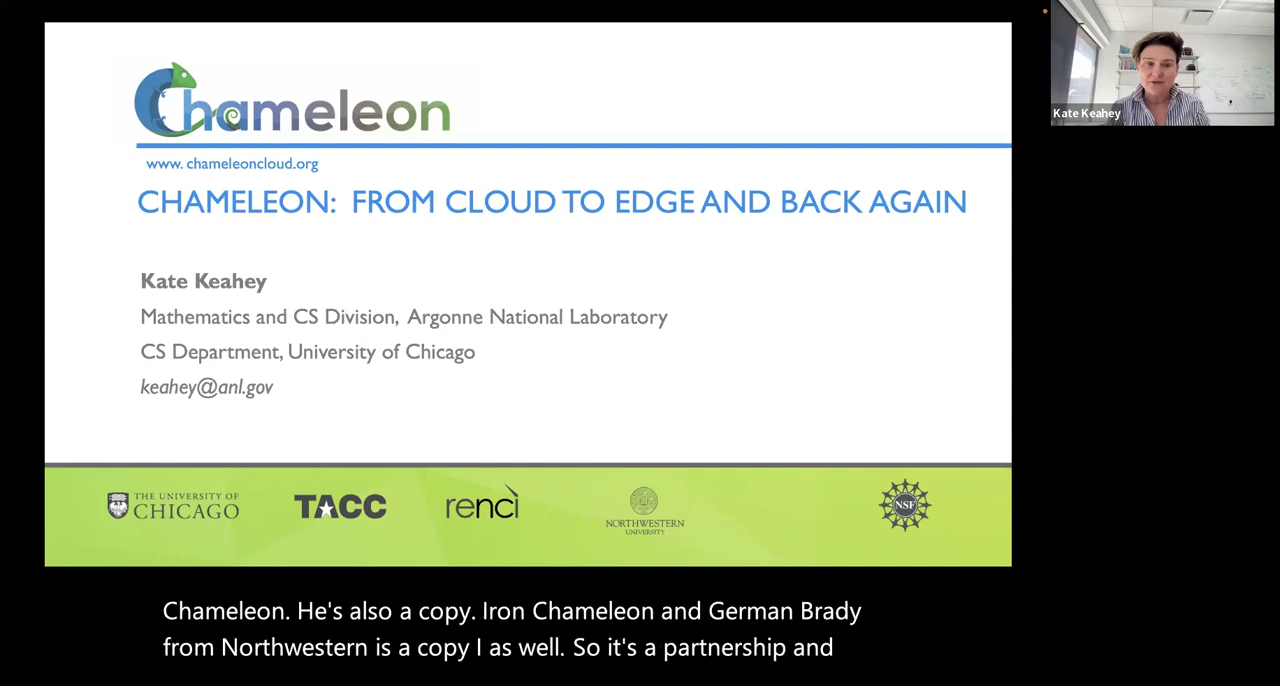 Chameleon
www. chameleoncloud.org
CHAMELEON: FROM CLOUD TO EDGE AND BACK AGAIN
Kate Keahey
Mathematics and CS Division, Argonne National Laboratory
CS Department, University of Chicago
keahey@anl.gov
THE UNIVERSITY OF
CHICAGO
TACC
renci
NORTHWESTERN
UNIVERSITY
NSF
Kate Keahey
Chameleon. He's also a copy. Iron Chameleon and German Brady
from Northwestern is a copy I as well. So it's a partnership and